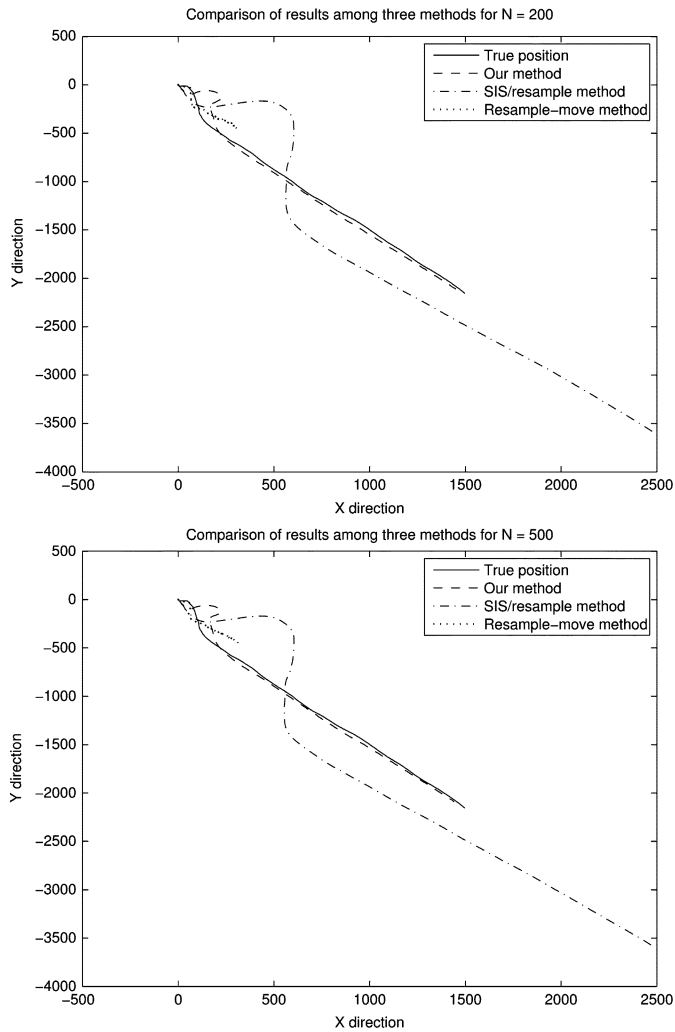 Comparison of results among three methods for N = 200
500
0
−500
−1000
−1500
−2000
−2500
−3000
−3500
−4000
Y direction
True position
Our method
SIS/resample method
Resample−move method
−500 0 500 1000 1500 2000 2500
X direction
Comparison of results among three methods for N = 500
500
0
−500
−1000
−1500
−2000
−2500
−3000
−3500
−4000
Y direction
True position
Our method
SIS/resample method
Resample−move method
−500 0 500 1000 1500 2000 2500
X direction